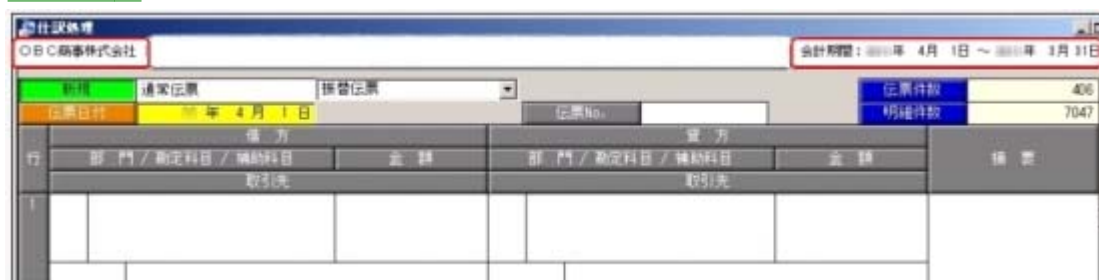 仕訳処理
OBC商事株式会社 会計期間： 年 4月 1日 ～ 年 3月31日
新規 通常伝票 振替伝票 伝票件数 406
伝票日付 年 4月 1日 伝票No. 明細件数 7047
借 方 貸 方
行 部 門 / 勘定科目 / 補助科目 金 額 部 門 / 勘定科目 / 補助科目 金 額 摘 要
取引先 取引先
1